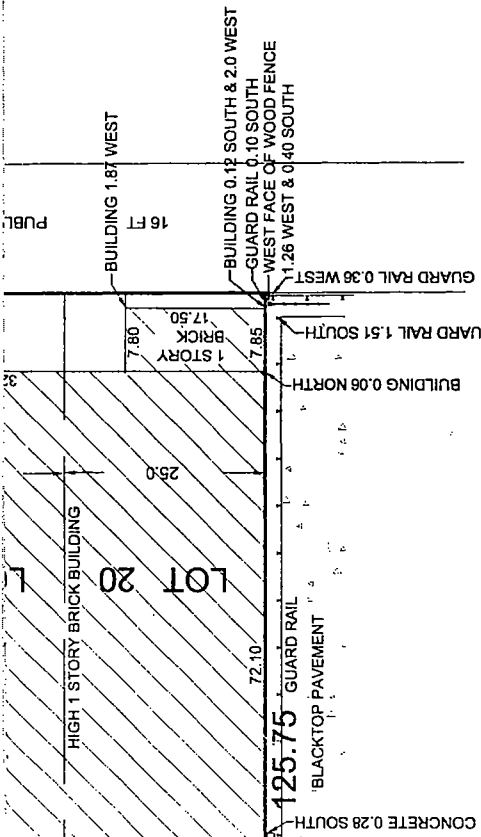 PUBL
16 FT
BUILDING 1.87 WEST
BUILDING 0.12 SOUTH & 2.0 WEST
GUARD RAIL 0.10 SOUTH
WEST FACE OF WOOD FENCE
1.26 WEST & 0.40 SOUTH
GUARD RAIL 0.36 WEST
UARD RAIL 1.51 SOUTH
BUILDING 0.06 NORTH
7.80
17.50
1 STORY
BRICK
7.85
32
25.0
HIGH 1 STORY BRICK BUILDING
LOT 20
L
72.10
125.75
GUARD RAIL
BLACKTOP PAVEMENT
CONCRETE 0.28 SOUTH